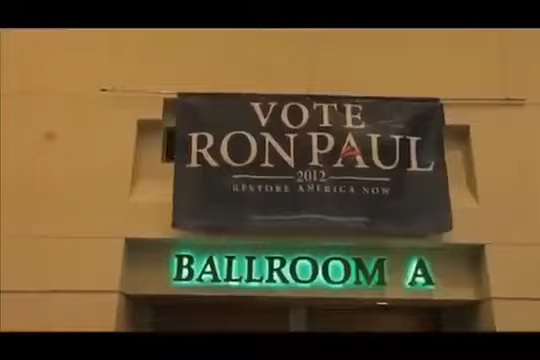 VOTE
RON PAUL
2012
RESTORE AMERICA NOW
BALLROOM A